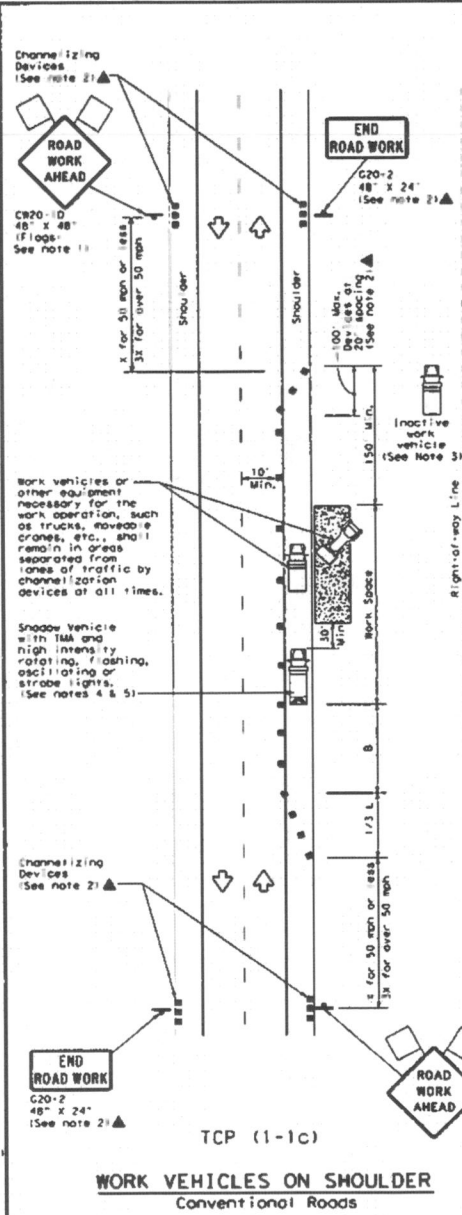 Channelizing
Devices
(See note 2)▲
ROAD
WORK
AHEAD
CW20-1D
48" X 48"
(Flags-
See note 1)
END
ROAD WORK
G20-2
48" X 24"
(See note 2)▲
X for 50 mph or less
3X for over 50 mph
Shoulder
Shoulder
100' Max.
Devices at
20' spacing
(See note 2)▲
150' Min.
Inactive
work
vehicle
(See Note 3)
Right-of-way Line
10'
Min.
Work vehicles or
other equipment
necessary for the
work operation, such
as trucks, moveable
cranes, etc., shall
remain in areas
separated from
lanes of traffic by
channelization
devices at all times.
Work Space
30'
Min.
Shadow Vehicle
with TMA and
high intensity
rotating, flashing,
oscillating or
strobe lights.
(See notes 4 & 5)
B
1/3 L
Channelizing
Devices
(See note 2)▲
X for 50 mph or less
3X for over 50 mph
END
ROAD WORK
G20-2
48" X 24"
(See note 2)▲
ROAD
WORK
AHEAD
TCP (1-1c)
WORK VEHICLES ON SHOULDER
Conventional Roads